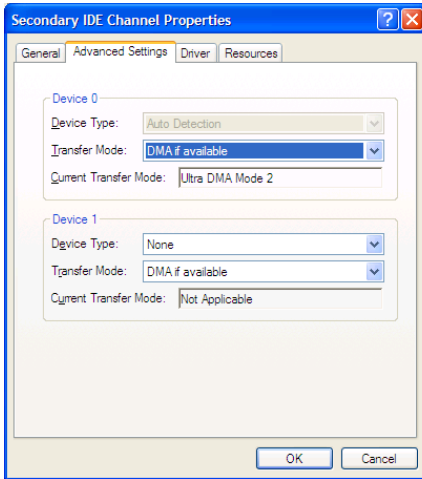 Secondary IDE Channel Properties
General Advanced Settings Driver Resources
Device 0
Device Type: Auto Detection
Transfer Mode: DMA if available
Current Transfer Mode: Ultra DMA Mode 2
Device 1
Device Type: None
Transfer Mode: DMA if available
Current Transfer Mode: Not Applicable
OK Cancel